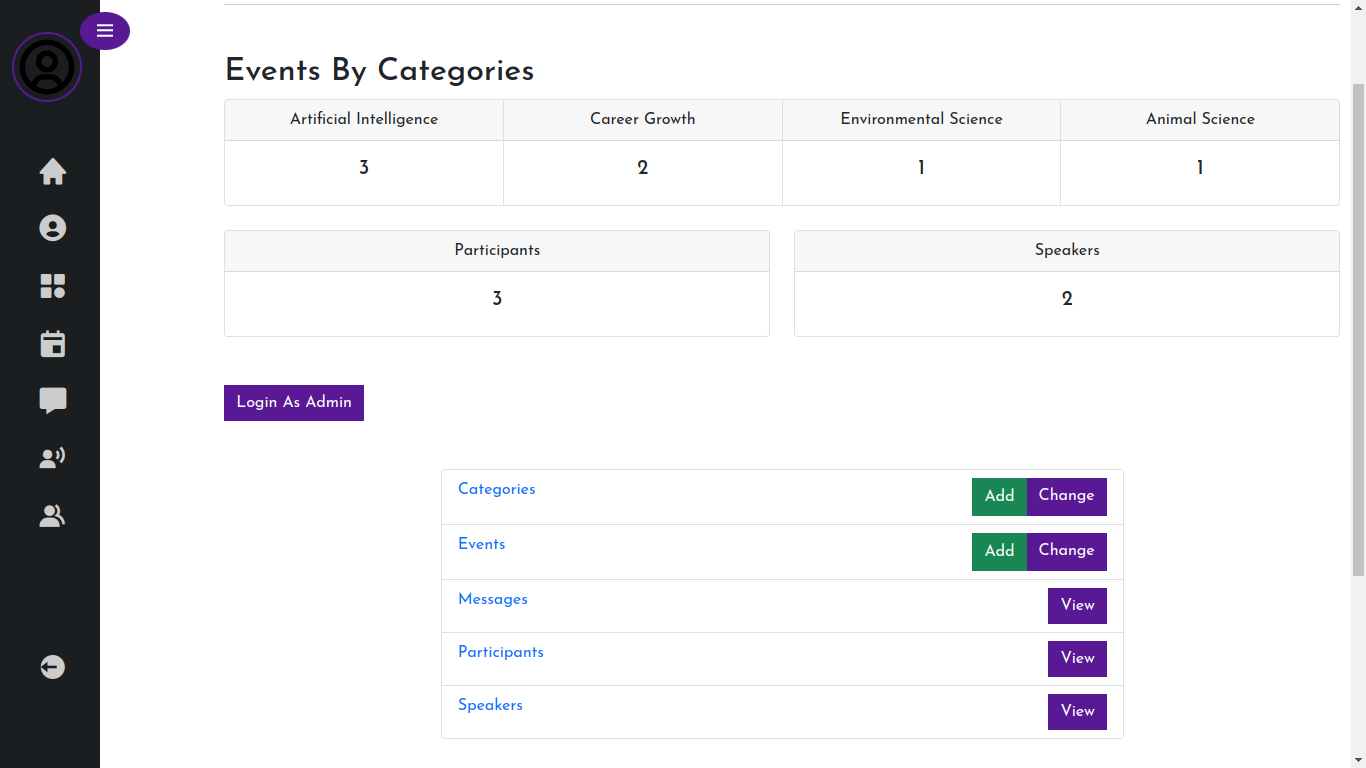 Events By Categories
Artificial Intelligence Career Growth Environmental Science Animal Science
3 2 1 1
Participants Speakers
3 2
Login As Admin
Categories Add Change
Events Add Change
Messages View
Participants View
Speakers View